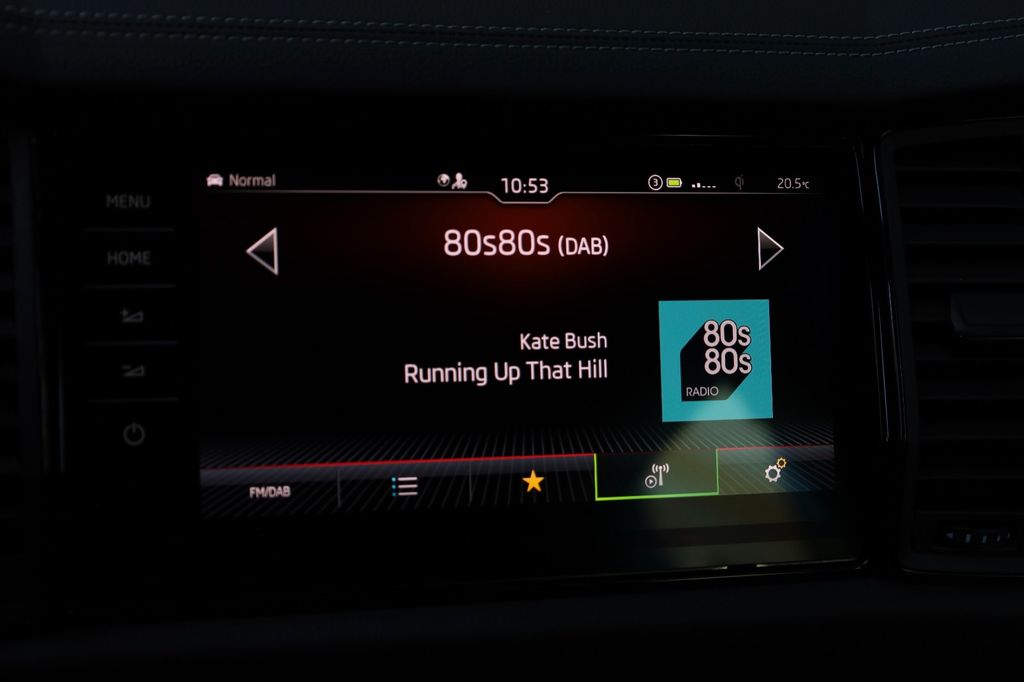 MENU
HOME
Normal
10:53
3
20.5°C
80s80s (DAB)
Kate Bush
Running Up That Hill
80s
80s
RADIO
FM/DAB